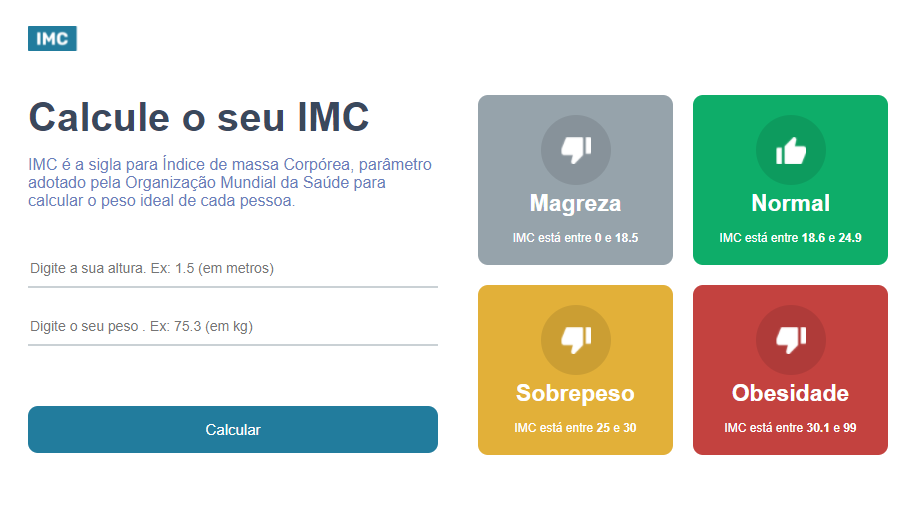 IMC
Calcule o seu IMC
IMC é a sigla para Índice de massa Corpórea, parâmetro
adotado pela Organização Mundial da Saúde para
calcular o peso ideal de cada pessoa.
Digite a sua altura. Ex: 1.5 (em metros)
Digite o seu peso . Ex: 75.3 (em kg)
Calcular
Magreza
IMC está entre 0 e 18.5
Normal
IMC está entre 18.6 e 24.9
Sobrepeso
IMC está entre 25 e 30
Obesidade
IMC está entre 30.1 e 99